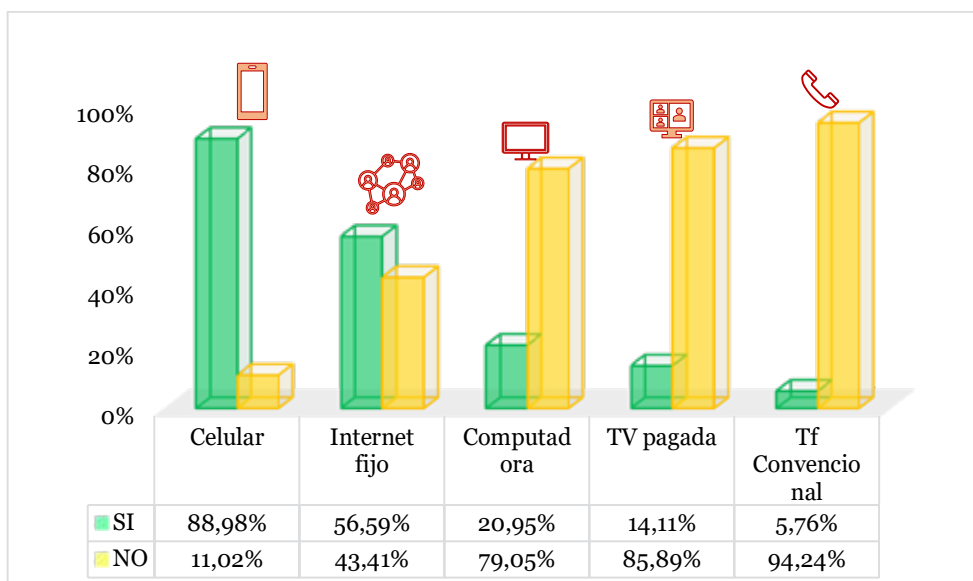 100%
80%
60%
40%
20%
0%
Celular
Internet
fijo
Computad
ora
TV pagada
Tf
Convencio
nal
SI 88,98% 56,59% 20,95% 14,11% 5,76%
NO 11,02% 43,41% 79,05% 85,89% 94,24%